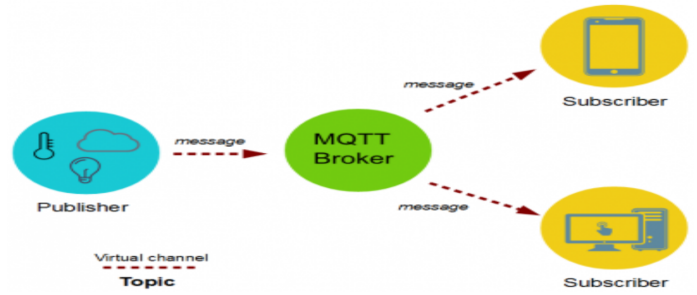 message
Subscriber
message
MQTT
Broker
Publisher
message
Virtual channel
Topic
Subscriber